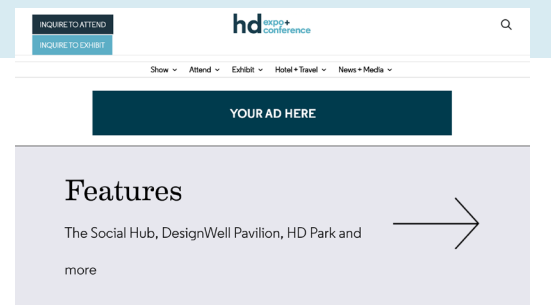 INQUIRE TO ATTEND
INQUIRE TO EXHIBIT
hd expo+
conference
Show
Attend
Exhibit
Hotel + Travel
News + Media
YOUR AD HERE
Features
The Social Hub, DesignWell Pavilion, HD Park and
more